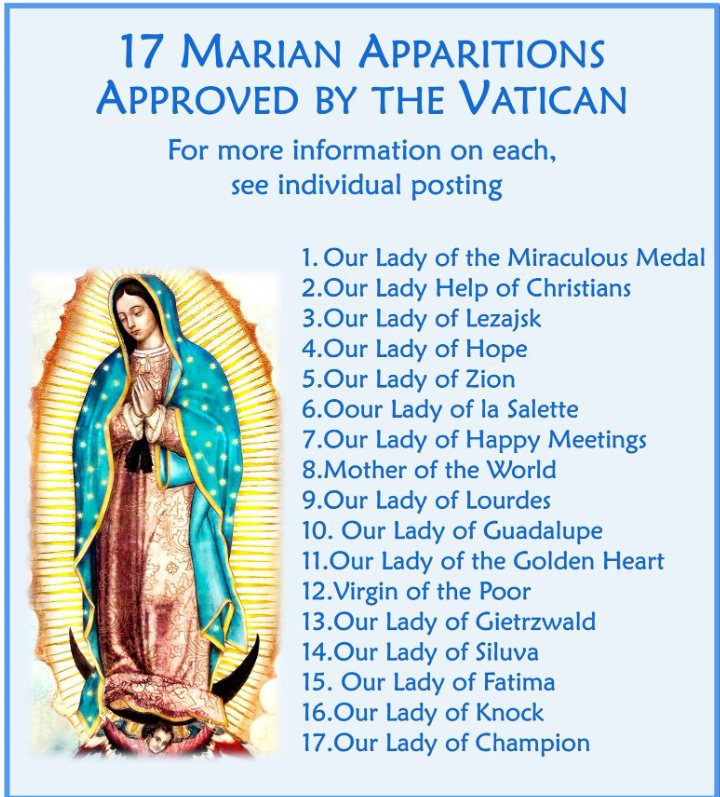 17 Marian Apparitions
Approved by the Vatican
For more information on each,
see individual posting
1. Our Lady of the Miraculous Medal
2.Our Lady Help of Christians
3.Our Lady of Lezajsk
4.Our Lady of Hope
5.Our Lady of Zion
6.Oour Lady of la Salette
7.Our Lady of Happy Meetings
8.Mother of the World
9.Our Lady of Lourdes
10. Our Lady of Guadalupe
11.Our Lady of the Golden Heart
12.Virgin of the Poor
13.Our Lady of Gietrzwald
14.Our Lady of Siluva
15. Our Lady of Fatima
16.Our Lady of Knock
17.Our Lady of Champion